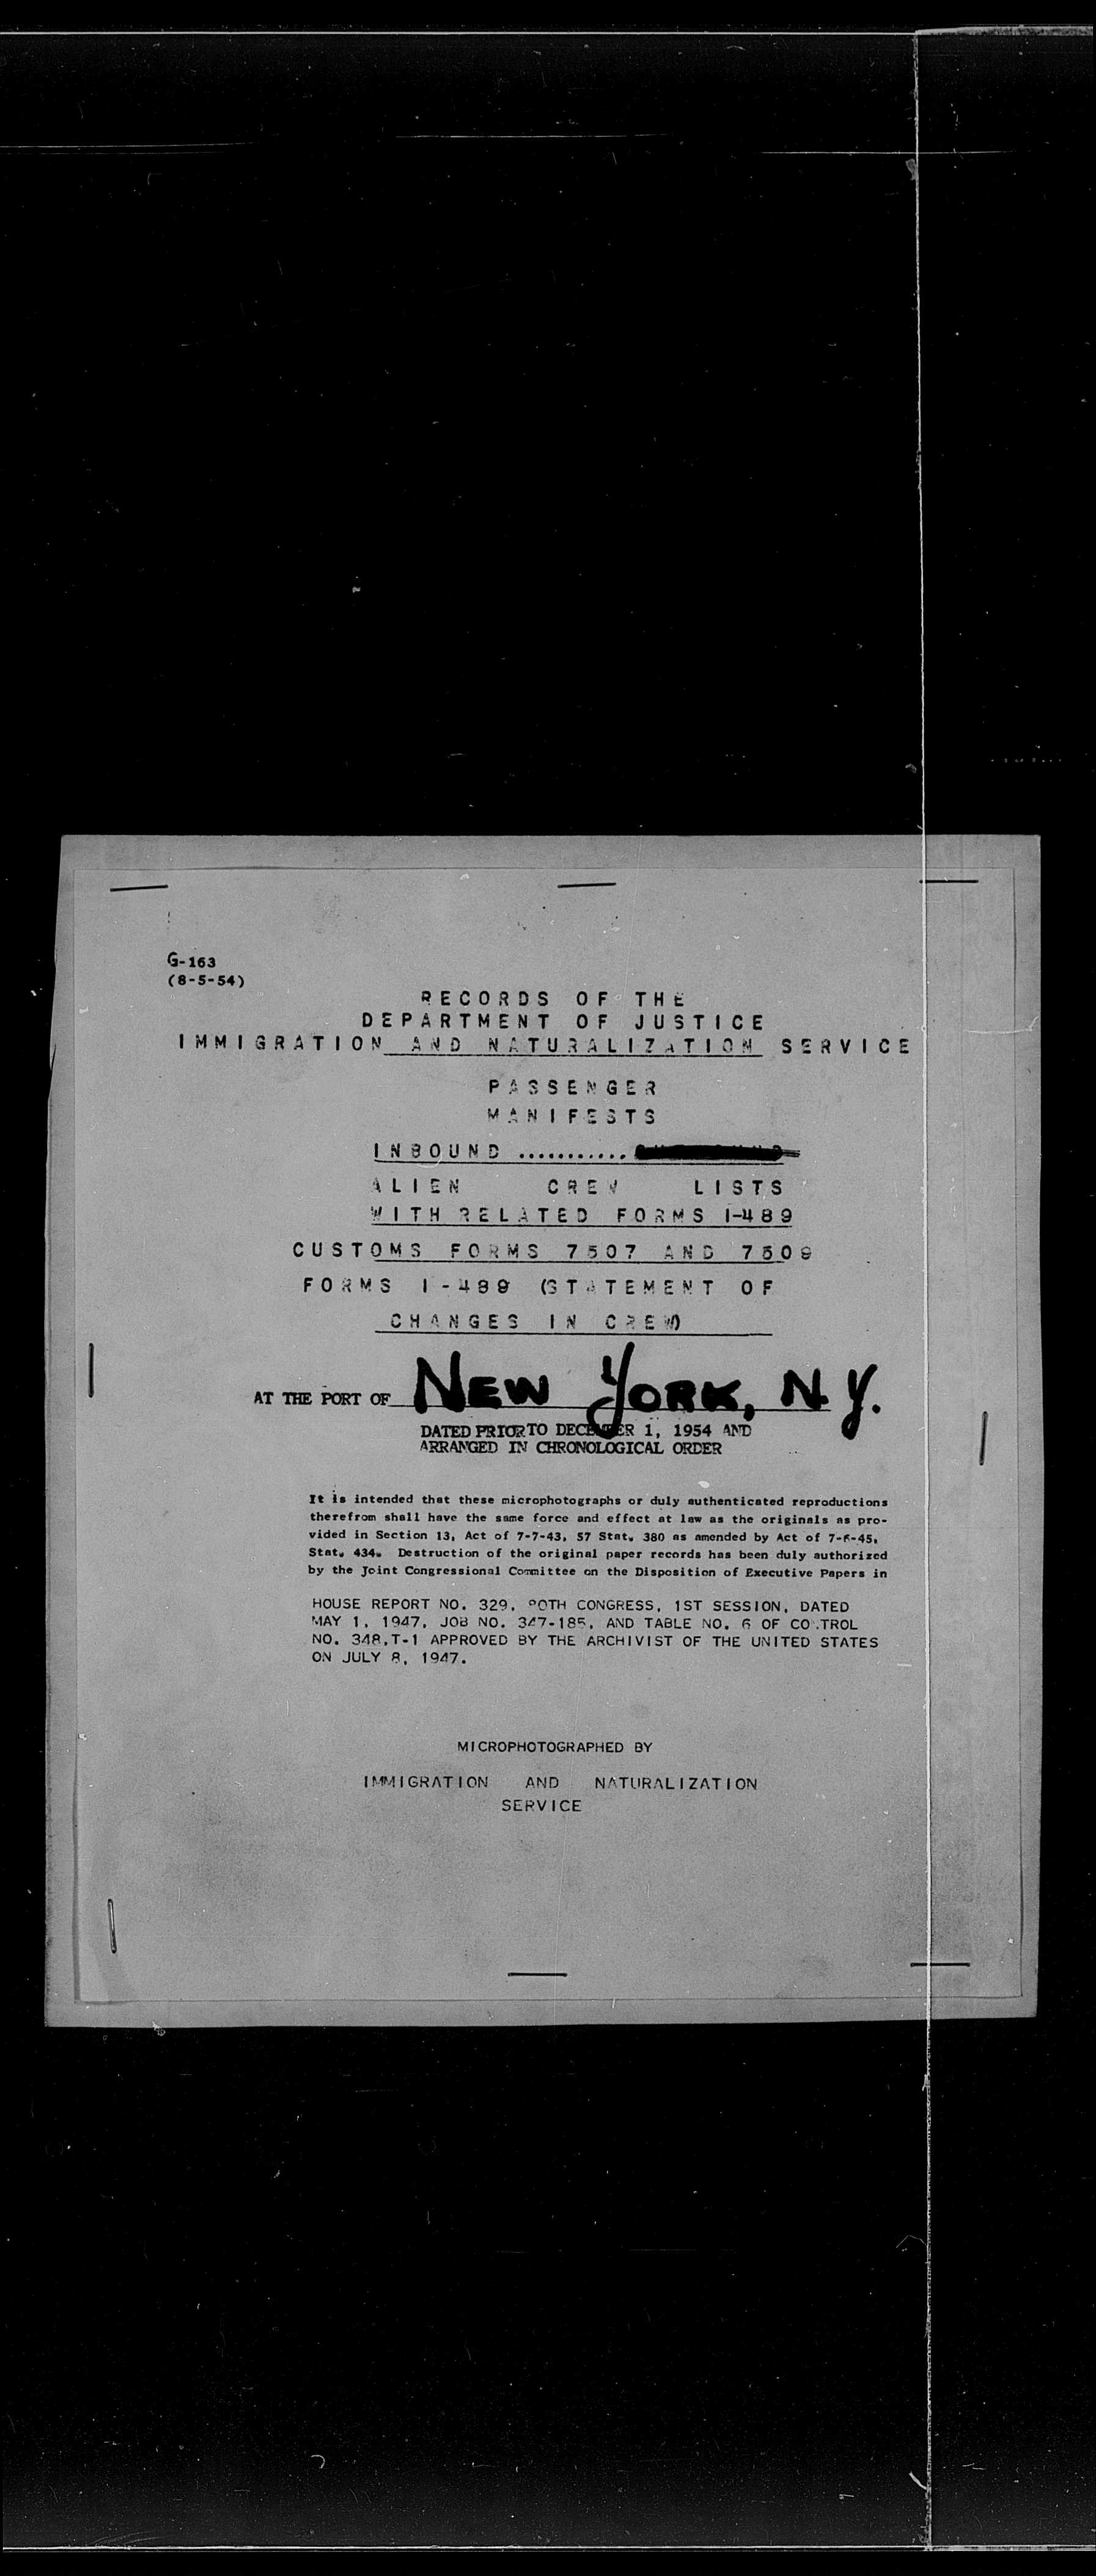 G-163
(8-5-54)
RECORDS OF THE
DEPARTMENT OF JUSTICE
IMMIGRATION AND NATURALIZATION SERVICE
PASSENGER
MANIFESTS
INBOUND ...........
ALIEN CREW LISTS
WITH RELATED FORMS I-489
CUSTOMS FORMS 7507 AND 7509
FORMS I-489 (STATEMENT OF
CHANGES IN CREW)
AT THE PORT OF NEW YORK, N.Y.
DATED PRIOR TO DECEMBER 1, 1954 AND
ARRANGED IN CHRONOLOGICAL ORDER
It is intended that these microphotographs or duly authenticated reproductions
therefrom shall have the same force and effect at law as the originals as pro-
vided in Section 13, Act of 7-7-43, 57 Stat. 380 as amended by Act of 7-6-45,
Stat. 434. Destruction of the original paper records has been duly authorized
by the Joint Congressional Committee on the Disposition of Executive Papers in
HOUSE REPORT NO. 329, 80TH CONGRESS, 1ST SESSION, DATED
MAY 1, 1947, JOB NO. 347-185, AND TABLE NO. 6 OF CONTROL
NO. 348,T-1 APPROVED BY THE ARCHIVIST OF THE UNITED STATES
ON JULY 8, 1947.
MICROPHOTOGRAPHED BY
IMMIGRATION AND NATURALIZATION
SERVICE